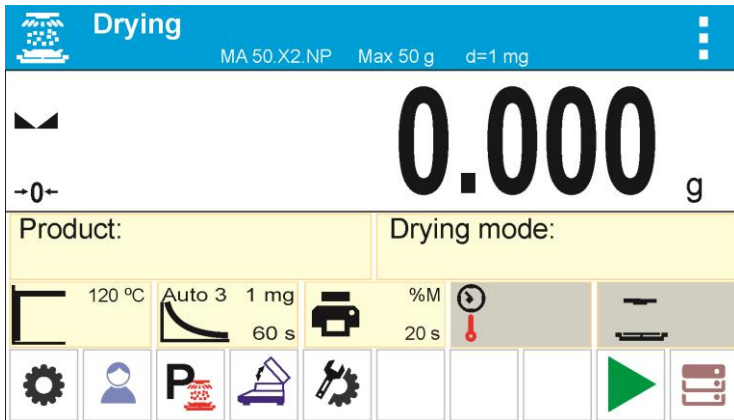 Drying
MA 50.X2.NP Max 50 g d=1 mg
0.000 g
→0←
Product:
Drying mode:
120 ºC
Auto 3 1 mg
60 s
%M
20 s
P